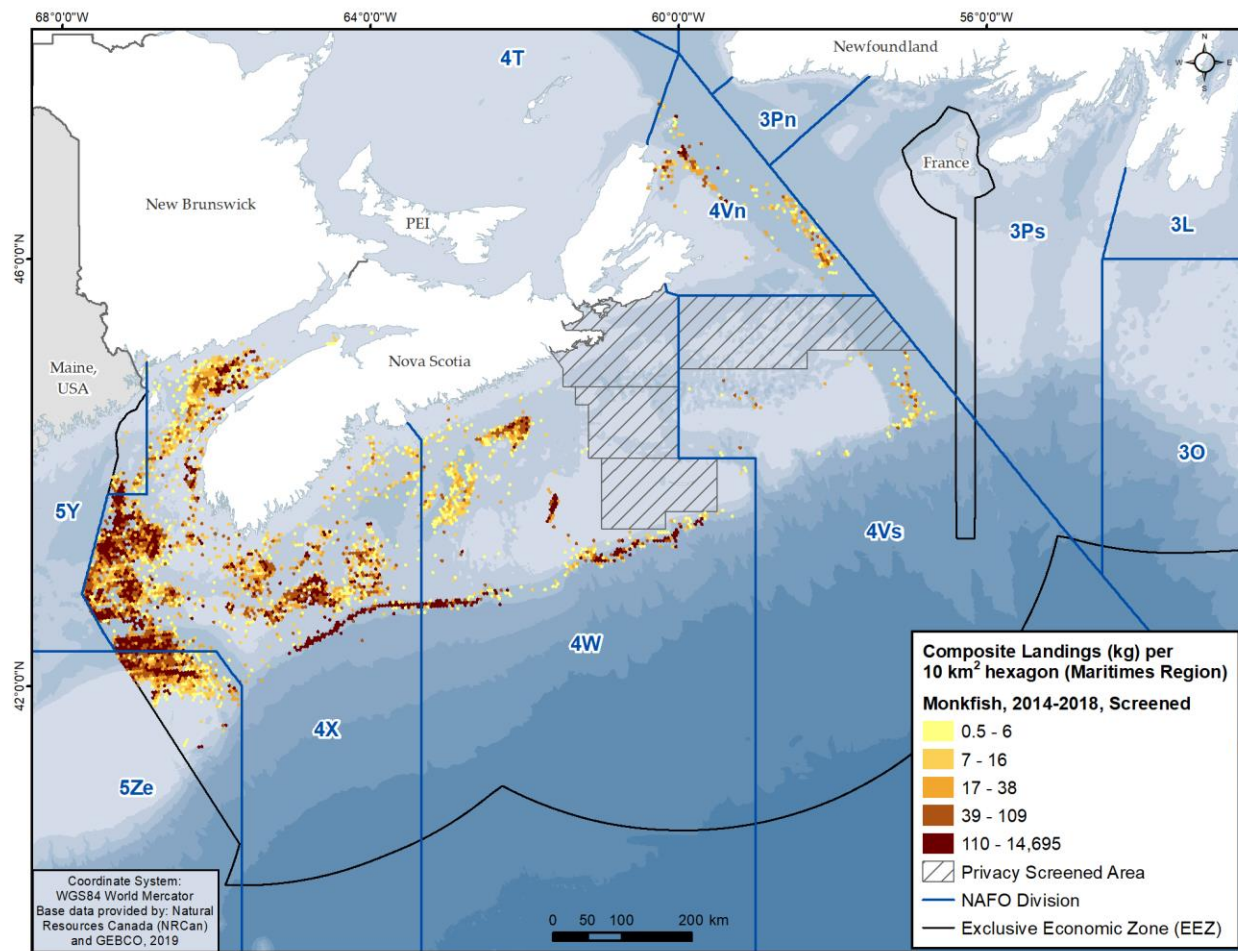 68°0'0"W
64°0'0"W
60°0'0"W
56°0'0"W
4T
Newfoundland
N
W
E
S
3Pn
France
New Brunswick
PEI
4Vn
3Ps
3L
46°0'0"N
Nova Scotia
Maine,
USA
3O
5Y
4Vs
4W
42°0'0"N
4X
5Ze
Composite Landings (kg) per
10 km² hexagon (Maritimes Region)
Monkfish, 2014-2018, Screened
0.5 - 6
7 - 16
17 - 38
39 - 109
110 - 14,695
Privacy Screened Area
NAFO Division
Exclusive Economic Zone (EEZ)
Coordinate System:
WGS84 World Mercator
Base data provided by: Natural
Resources Canada (NRCan)
and GEBCO, 2019
0 50 100 200 km